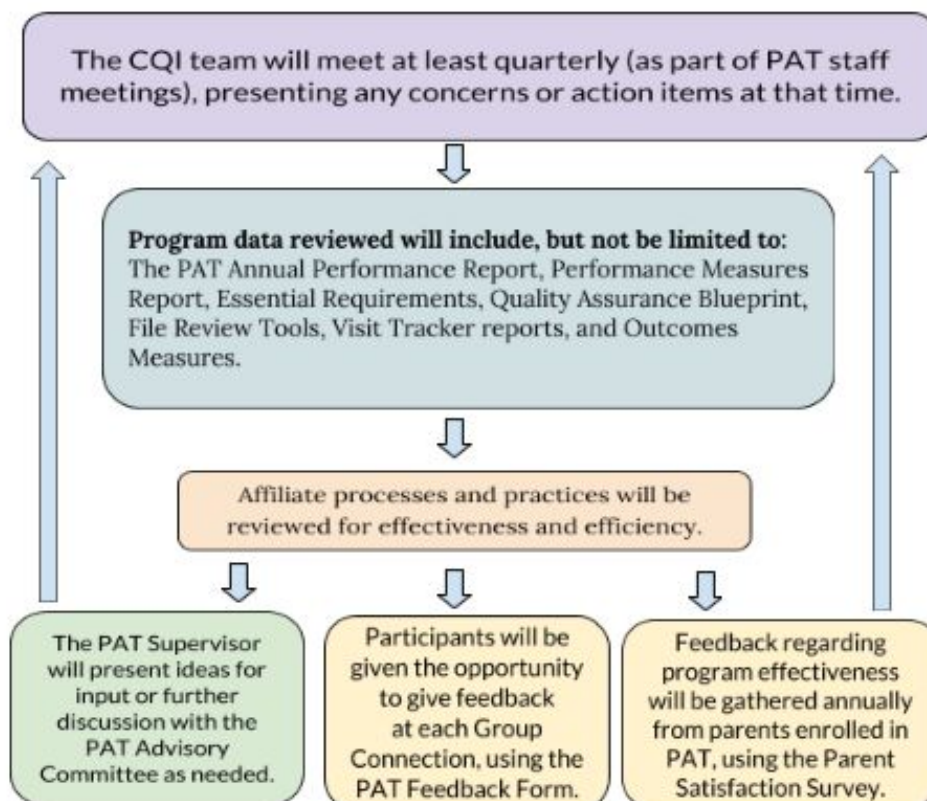 The CQI team will meet at least quarterly (as part of PAT staff
meetings), presenting any concerns or action items at that time.
Program data reviewed will include, but not be limited to:
The PAT Annual Performance Report, Performance Measures
Report, Essential Requirements, Quality Assurance Blueprint,
File Review Tools, Visit Tracker reports, and Outcomes
Measures.
Affiliate processes and practices will be
reviewed for effectiveness and efficiency.
The PAT Supervisor
will present ideas for
input or further
discussion with the
PAT Advisory
Committee as needed.
Participants will be
given the opportunity
to give feedback
at each Group
Connection, using the
PAT Feedback Form.
Feedback regarding
program effectiveness
will be gathered annually
from parents enrolled in
PAT, using the Parent
Satisfaction Survey.